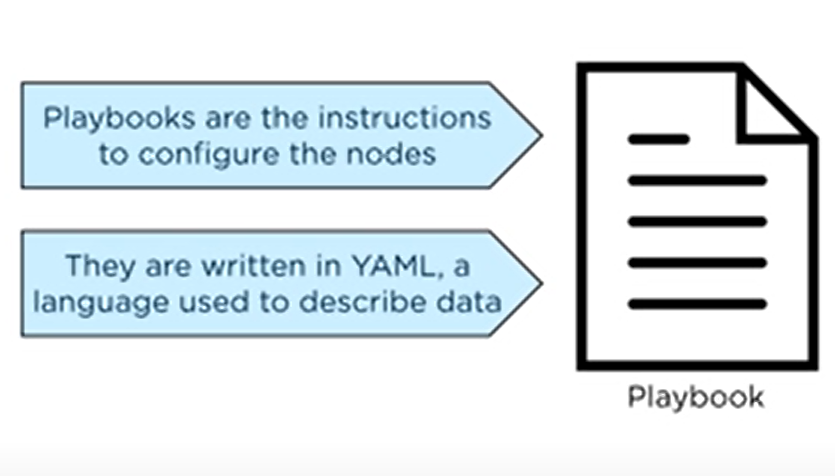 Playbooks are the instructions
to configure the nodes
They are written in YAML, a
language used to describe data
Playbook